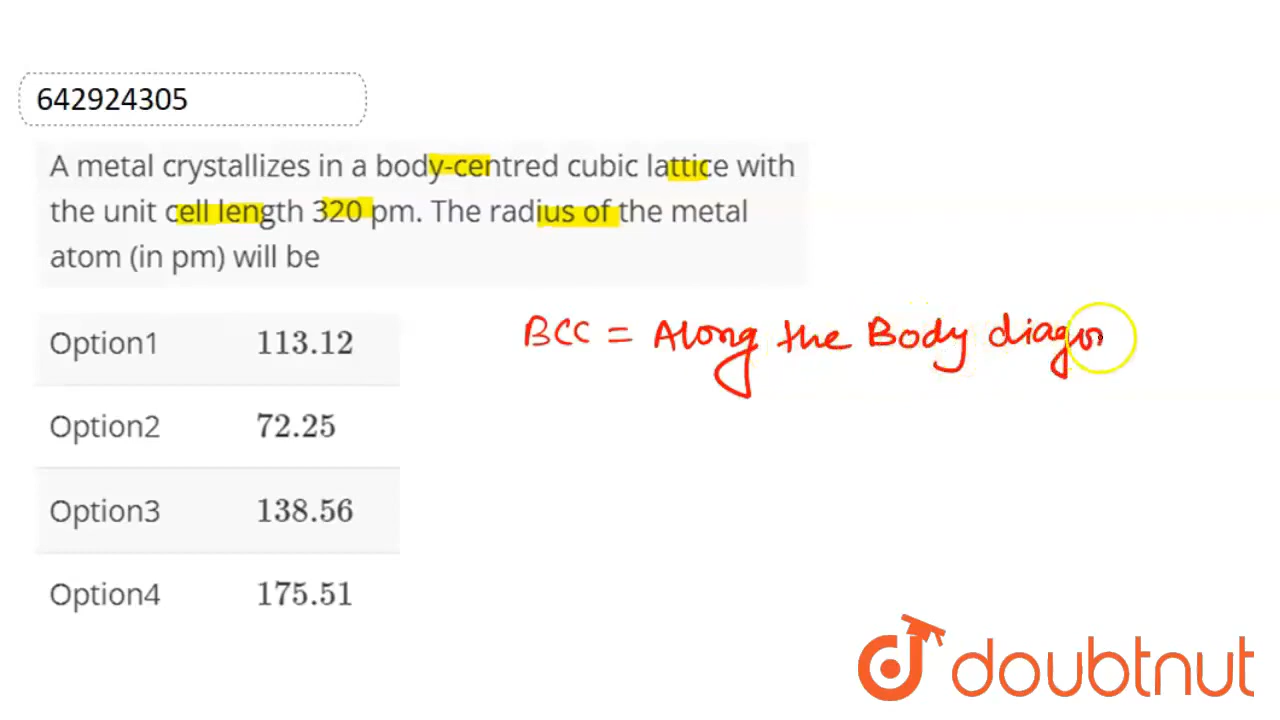 642924305
A metal crystallizes in a body-centred cubic lattice with
the unit cell length 320 pm. The radius of the metal
atom (in pm) will be
BCC = Along the Body diagon
Option1 113.12
Option2 72.25
Option3 138.56
Option4 175.51
doubtnut